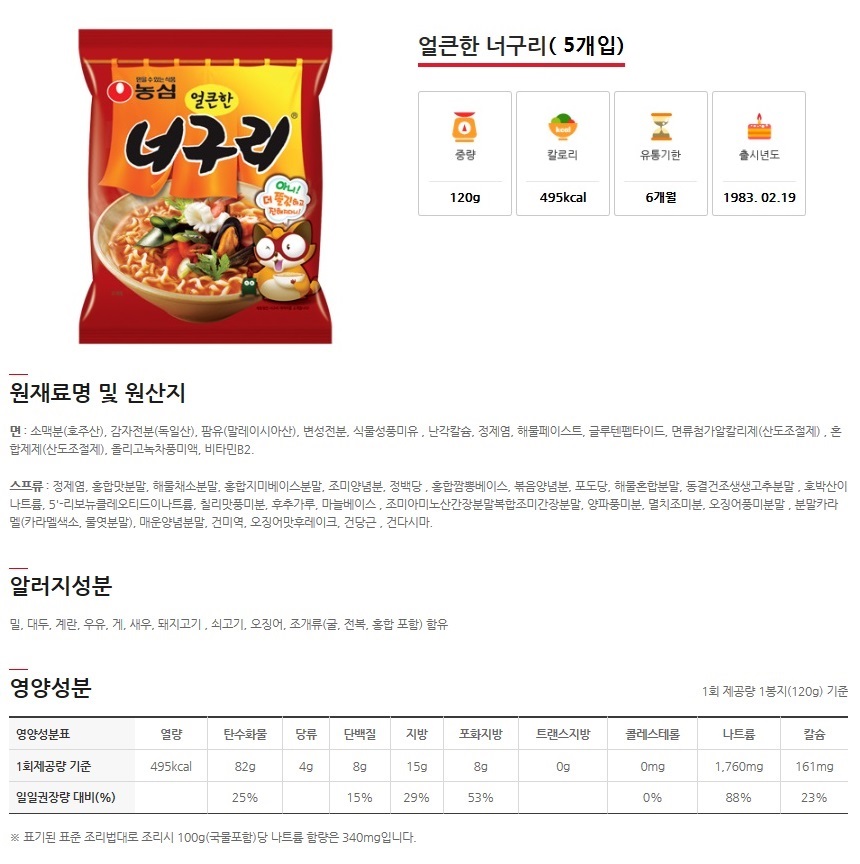 얼큰한 너구리( 5개입)
믿을 수 있는 식품
농심
얼큰한
너구리
아니!
더 쫄깃하고
진해지다니!
kcal
중량
칼로리
유통기한
출시년도
120g
495kcal
6개월
1983. 02.19
원재료명 및 원산지
면 : 소맥분(호주산), 감자전분(독일산), 팜유(말레이시아산), 변성전분, 식물성풍미유 , 난각칼슘, 정제염, 해물페이스트, 글루텐펩타이드, 면류첨가알칼리제(산도조절제) , 혼
합제제(산도조절제), 올리고녹차풍미액, 비타민B2.
스프류 : 정제염, 홍합맛분말, 해물채소분말, 홍합지미베이스분말, 조미양념분, 정백당 , 홍합짬뽕베이스, 볶음양념분, 포도당, 해물혼합분말, 동결건조생생고추분말 , 호박산이
나트륨, 5'-리보뉴클레오티드이나트륨, 칠리맛풍미분, 후추가루, 마늘베이스 , 조미아미노산간장분말복합조미간장분말, 양파풍미분, 멸치조미분, 오징어풍미분말 , 분말카라
멜(카라멜색소, 물엿분말), 매운양념분말, 건미역, 오징어맛후레이크, 건당근 , 건다시마.
알러지성분
밀, 대두, 계란, 우유, 게, 새우, 돼지고기 , 쇠고기, 오징어, 조개류(굴, 전복, 홍합 포함) 함유
영양성분
1회 제공량 1봉지(120g) 기준
영양성분표 열량 탄수화물 당류 단백질 지방 포화지방 트랜스지방 콜레스테롤 나트륨 칼슘
1회제공량 기준 495kcal 82g 4g 8g 15g 8g 0g 0mg 1,760mg 161mg
일일권장량 대비(%) 25% 15% 29% 53% 0% 88% 23%
※ 표기된 표준 조리법대로 조리시 100g(국물포함)당 나트륨 함량은 340mg입니다.